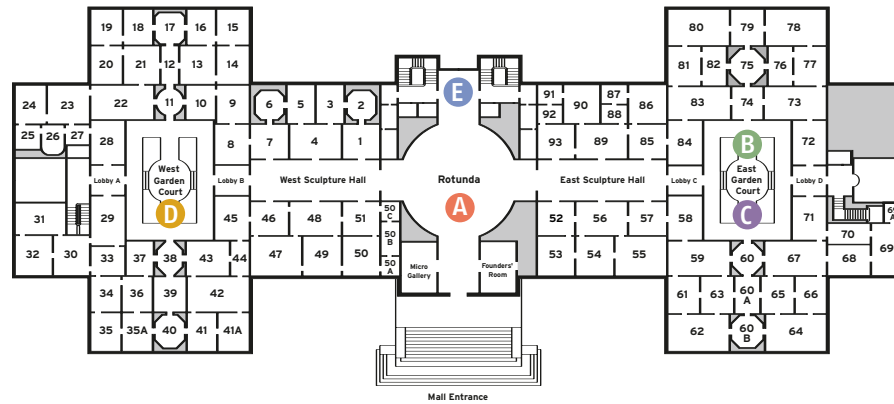 19 18 17 16 15 80 79 78
20 21 12 13 14 81 82 75 76 77
24 23 22 11 10 9 6 5 3 2 E 91 90 87 86 83 74 73
92 88
25 26 27 28 8 7 4 1 93 89 85 84 B 72
Lobby A West Garden Court Lobby B West Sculpture Hall Rotunda East Sculpture Hall Lobby C East Garden Court Lobby D
31 29 D 45 46 48 51 50 C A 52 56 57 58 C 71 69 A
50 B 70
32 30 33 37 38 43 44 47 49 50 50 A Micro Gallery Founders' Room 53 54 55 59 60 67 68 69
34 36 39 42 61 63 60 A 65 66
35 35A 40 41 41A 62 60 B 64
Mall Entrance